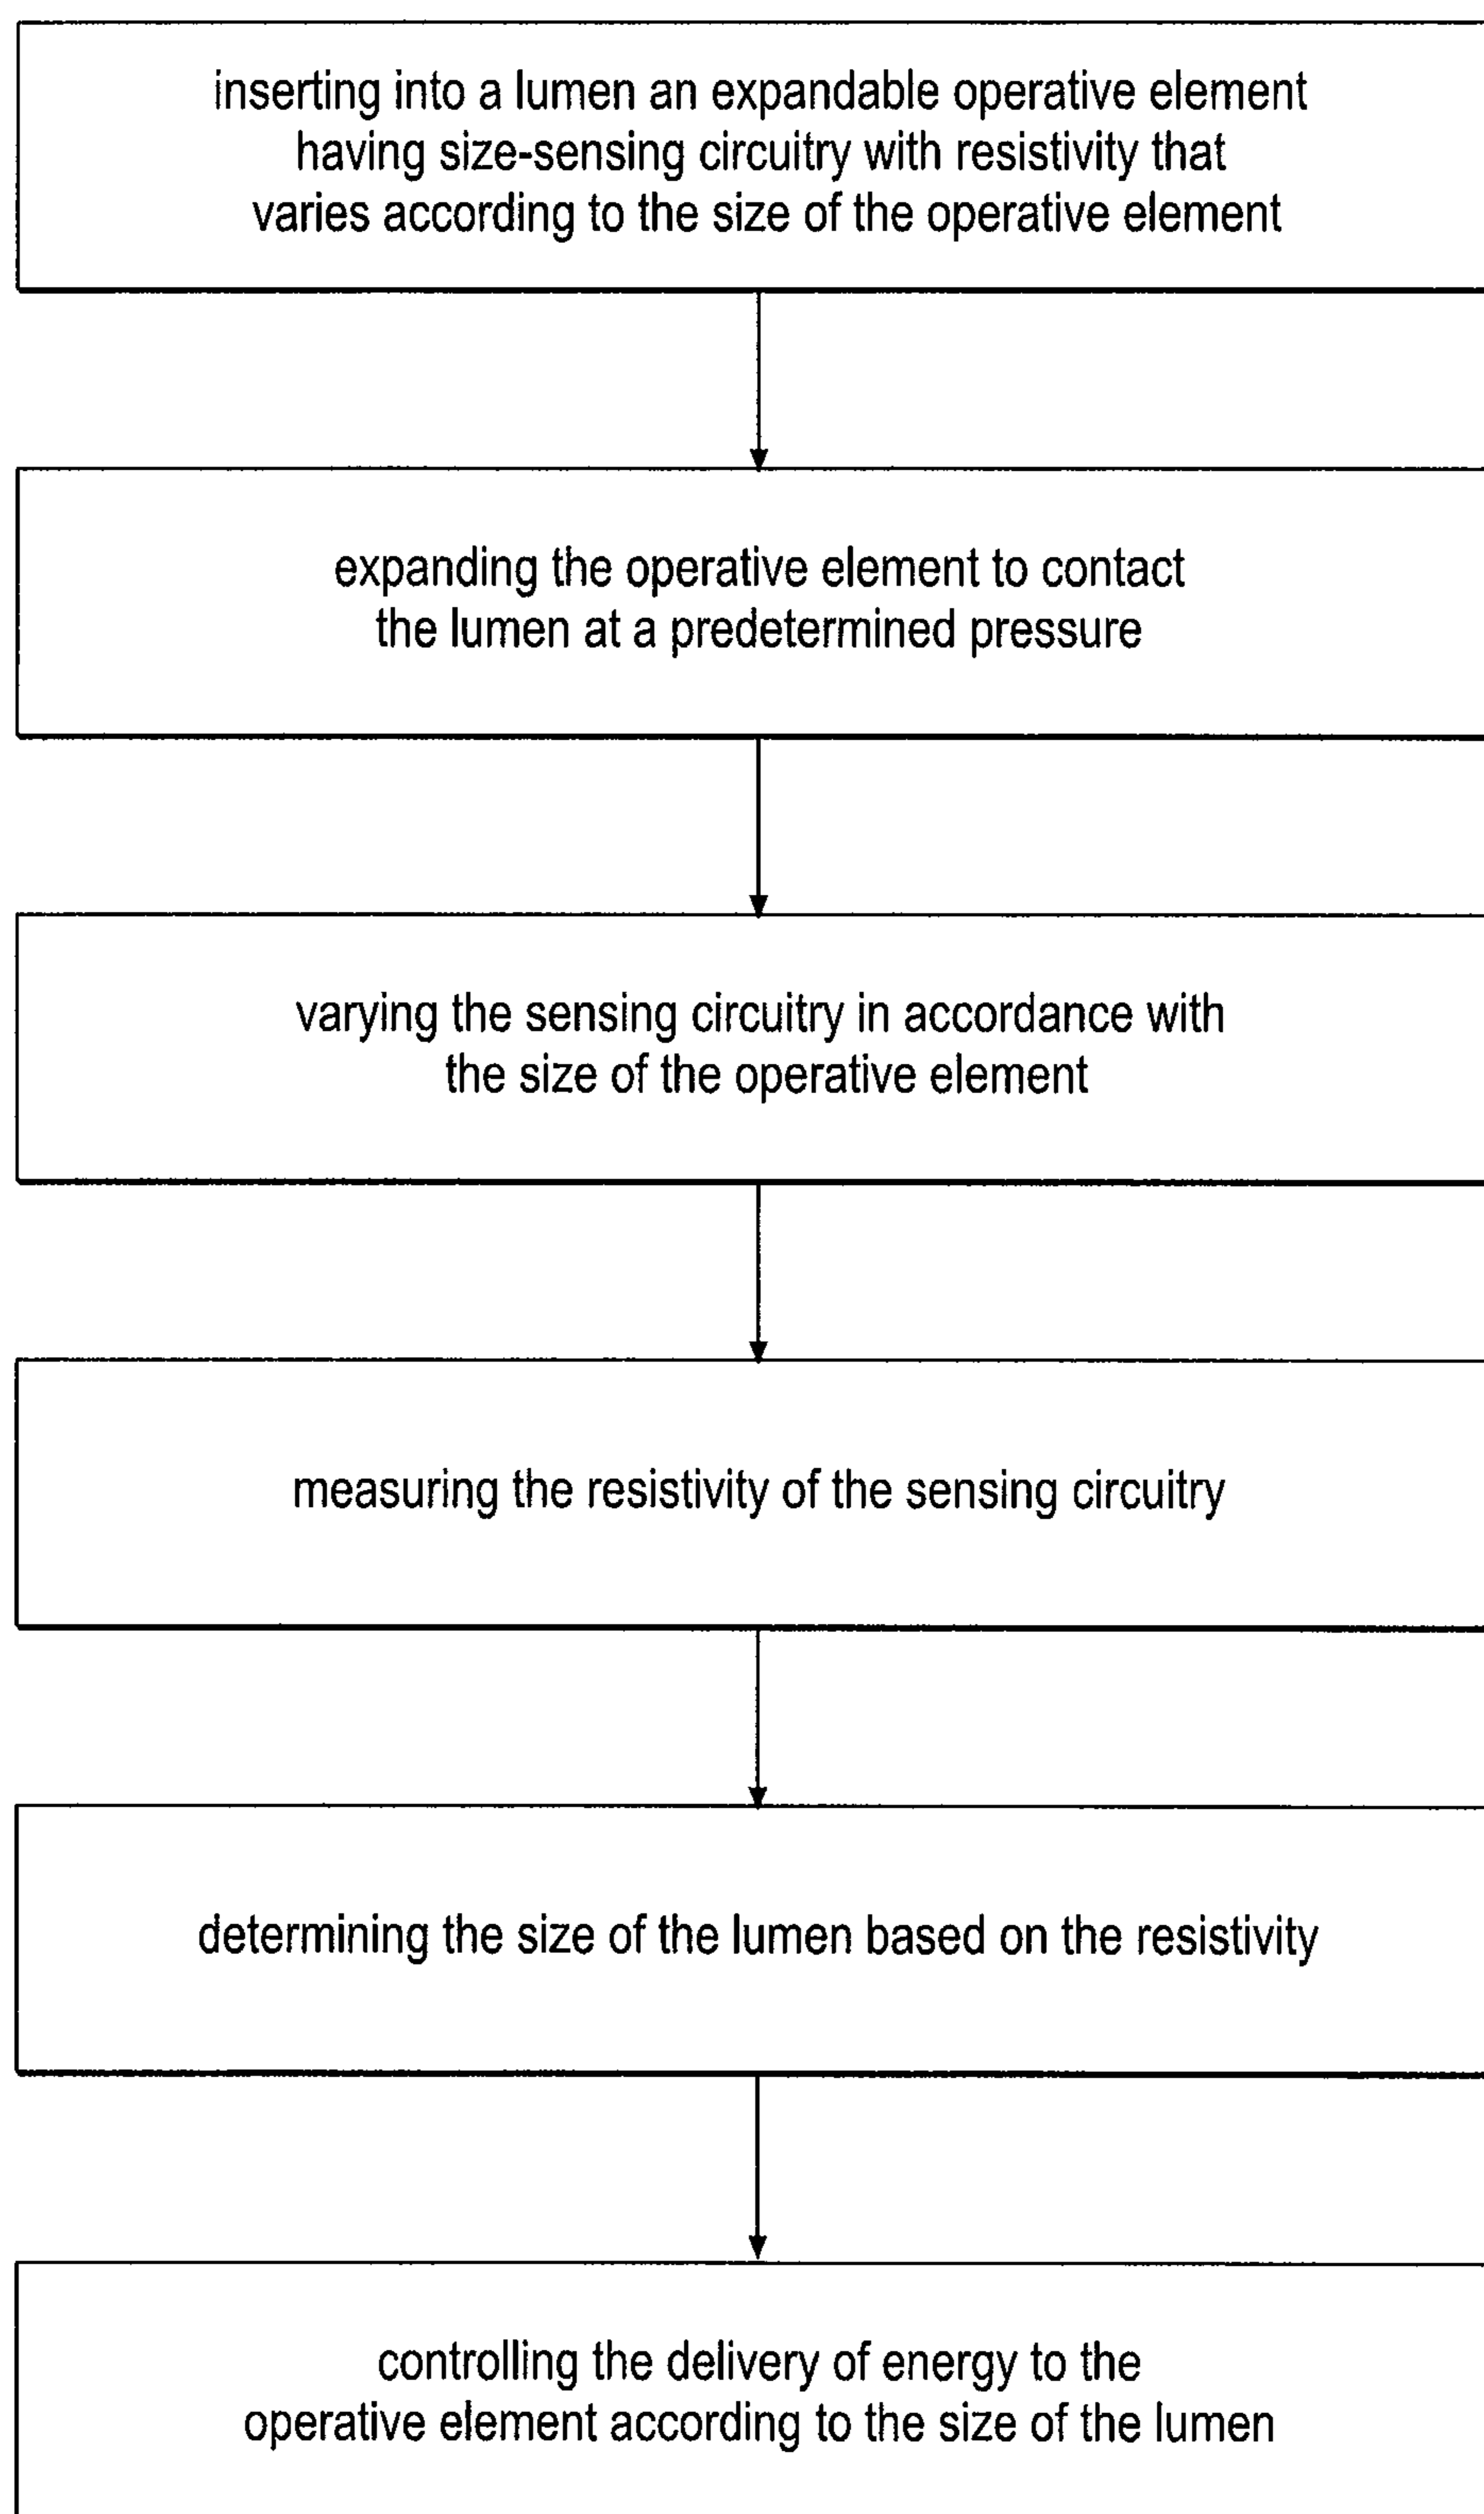 inserting into a lumen an expandable operative element
having size-sensing circuitry with resistivity that
varies according to the size of the operative element
expanding the operative element to contact
the lumen at a predetermined pressure
varying the sensing circuitry in accordance with
the size of the operative element
measuring the resistivity of the sensing circuitry
determining the size of the lumen based on the resistivity
controlling the delivery of energy to the
operative element according to the size of the lumen